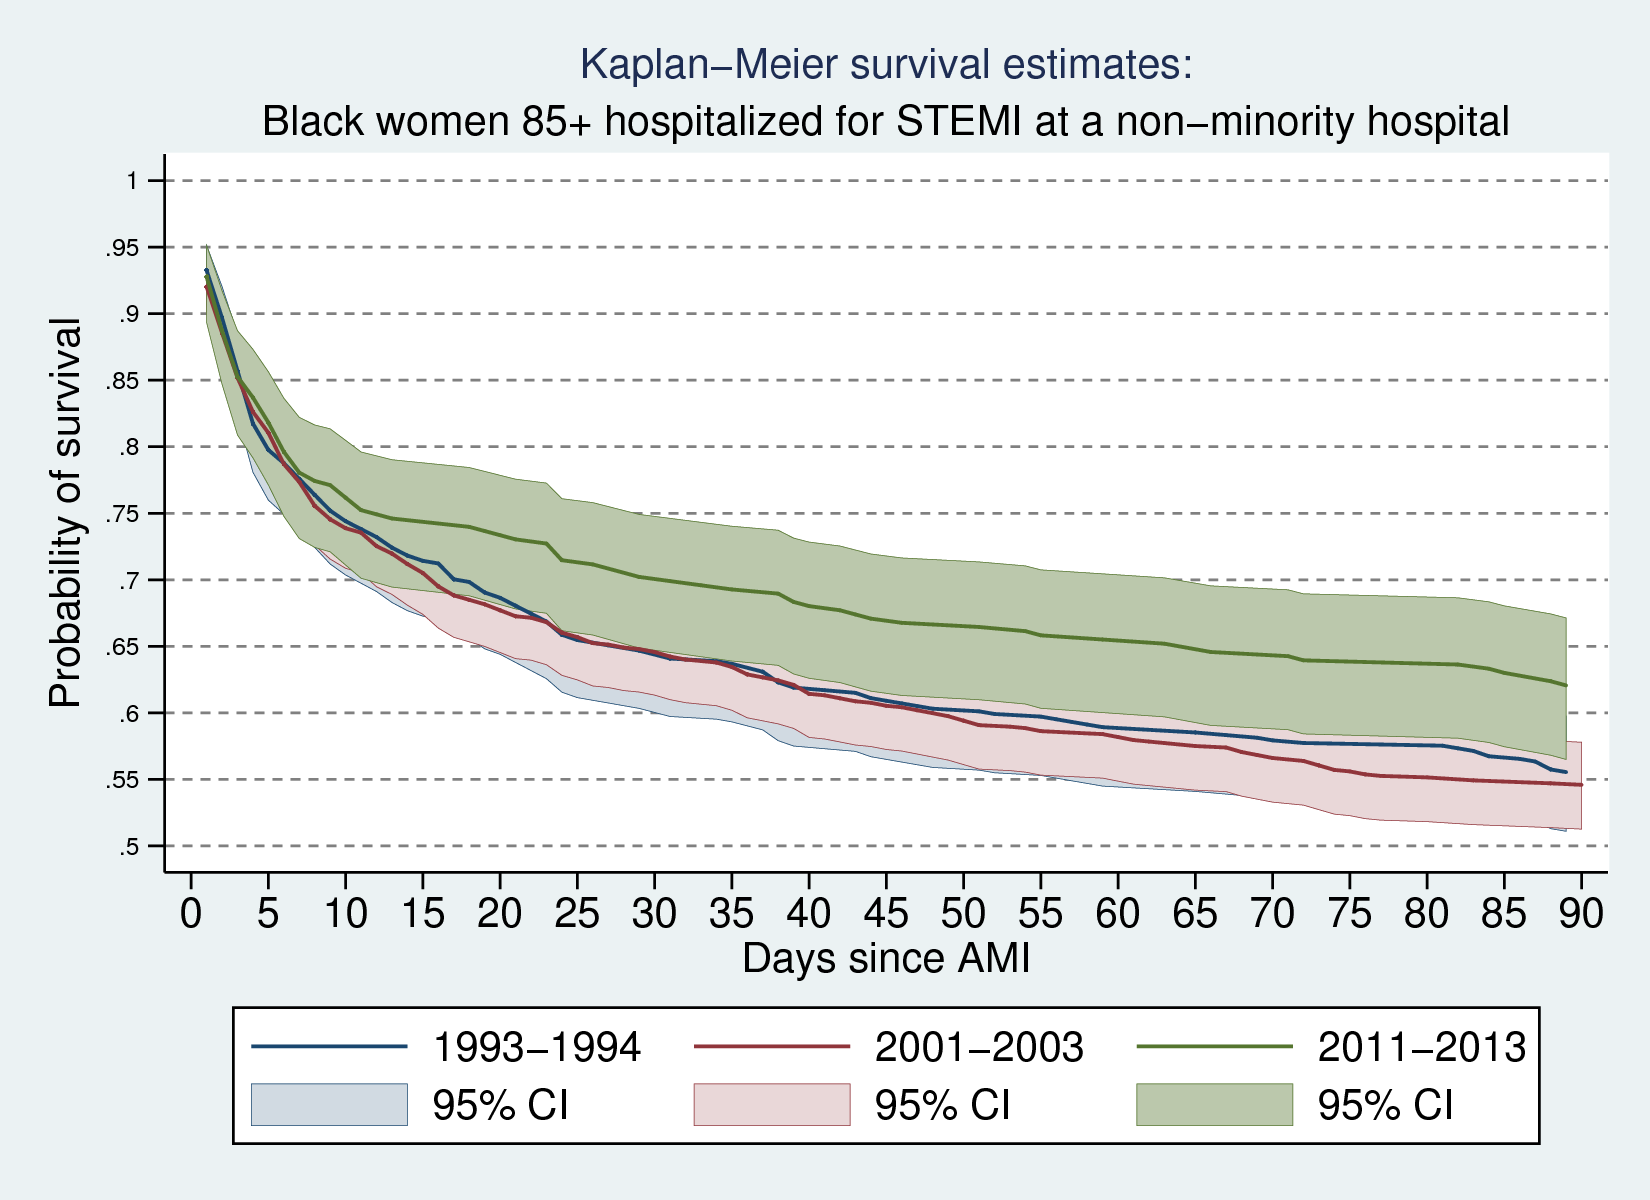 Kaplan−Meier survival estimates:
Black women 85+ hospitalized for STEMI at a non−minority hospital
Probability of survival
1
.95
.9
.85
.8
.75
.7
.65
.6
.55
.5
0 5 10 15 20 25 30 35 40 45 50 55 60 65 70 75 80 85 90
Days since AMI
1993−1994 2001−2003 2011−2013
95% CI 95% CI 95% CI